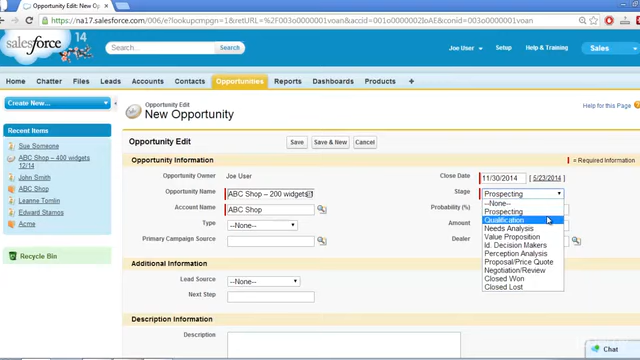 Opportunity Edit: New Opp
https://na17.salesforce.com/006/e?lookupcmpgn=1&retURL=%2F003o0000001voan&accid=001o0000002IoAE&conid=003o0000001voan
salesforce
14
Search...
Search
Joe User
Setup
Help & Training
Sales
Home
Chatter
Files
Leads
Accounts
Contacts
Opportunities
Reports
Dashboards
Products
+
Create New...
Recent Items
Sua Someone
ABC Shop – 400 widgets
12/14
John Smith
ABC Shop
Leanne Tomlin
Edward Stamos
Acme
Recycle Bin
Opportunity Edit
New Opportunity
Help for this Page
Opportunity Edit
Save
Save & New
Cancel
Opportunity Information
= Required Information
Opportunity Owner
Joe User
Close Date
11/30/2014
[ 5/23/2014 ]
Opportunity Name
ABC Shop – 200 widgets
Stage
Prospecting
Account Name
ABC Shop
Probability (%)
Type
--None--
Amount
Primary Campaign Source
Dealer
--None--
Prospecting
Qualification
Needs Analysis
Value Proposition
Id. Decision Makers
Perception Analysis
Proposal/Price Quote
Negotiation/Review
Closed Won
Closed Lost
Additional Information
Lead Source
--None--
Next Step
Description Information
Description
Chat